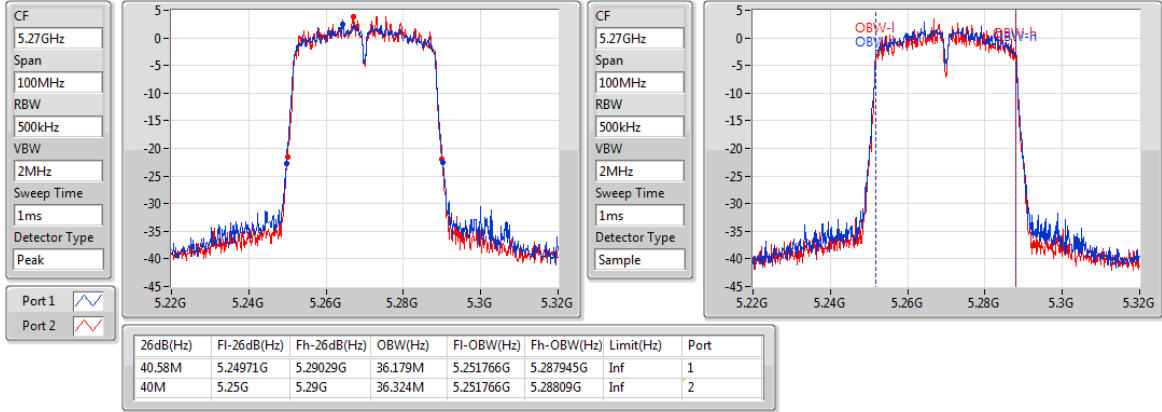 CF
5.27GHz
Span
100MHz
RBW
500kHz
VBW
2MHz
Sweep Time
1ms
Detector Type
Peak
Port 1
Port 2
5
0
-5
-10
-15
-20
-25
-30
-35
-40
-45
5.22G 5.24G 5.26G 5.28G 5.3G 5.32G
CF
5.27GHz
Span
100MHz
RBW
500kHz
VBW
2MHz
Sweep Time
1ms
Detector Type
Sample
5
0
-5
-10
-15
-20
-25
-30
-35
-40
-45
OBW-l
OBW-h
5.22G 5.24G 5.26G 5.28G 5.3G 5.32G
26dB(Hz) Fl-26dB(Hz) Fh-26dB(Hz) OBW(Hz) Fl-OBW(Hz) Fh-OBW(Hz) Limit(Hz) Port
40.58M 5.24971G 5.29029G 36.179M 5.251766G 5.287945G Inf 1
40M 5.25G 5.29G 36.324M 5.251766G 5.28809G Inf 2